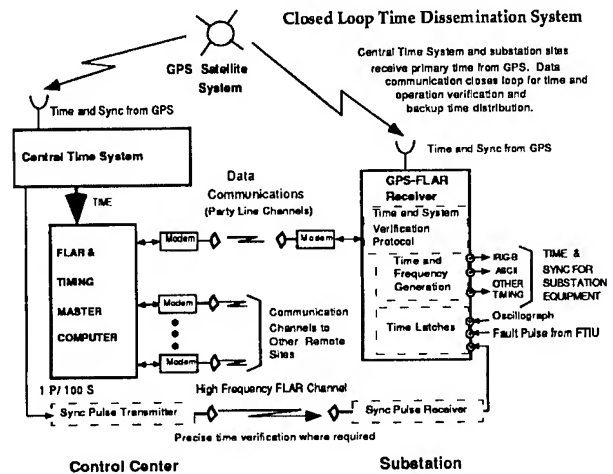 Closed Loop Time Dissemination System
GPS Satellite
System
Central Time System and substation sites
receive primary time from GPS. Data
communication closes loop for time and
operation verification and
backup time distribution.
Time and Sync from GPS
Central Time System
TIME
Time and Sync from GPS
Data
Communications
(Party Line Channels)
GPS-FLAR
Receiver
Time and System
Verification
Protocol
Time and
Frequency
Generation
Time Latches
FLAR &
TIMING
MASTER
COMPUTER
Modem
Modem
Modem
Modem
Communication
Channels to
Other Remote
Sites
IRIG-B
ASCII
OTHER
TIMING
TIME &
SYNC FOR
SUBSTATION
EQUIPMENT
Oscillograph
Fault Pulse from FTIU
1 P/ 100 S
High Frequency FLAR Channel
Sync Pulse Transmitter
Sync Pulse Receiver
Precise time verification where required
Control Center
Substation